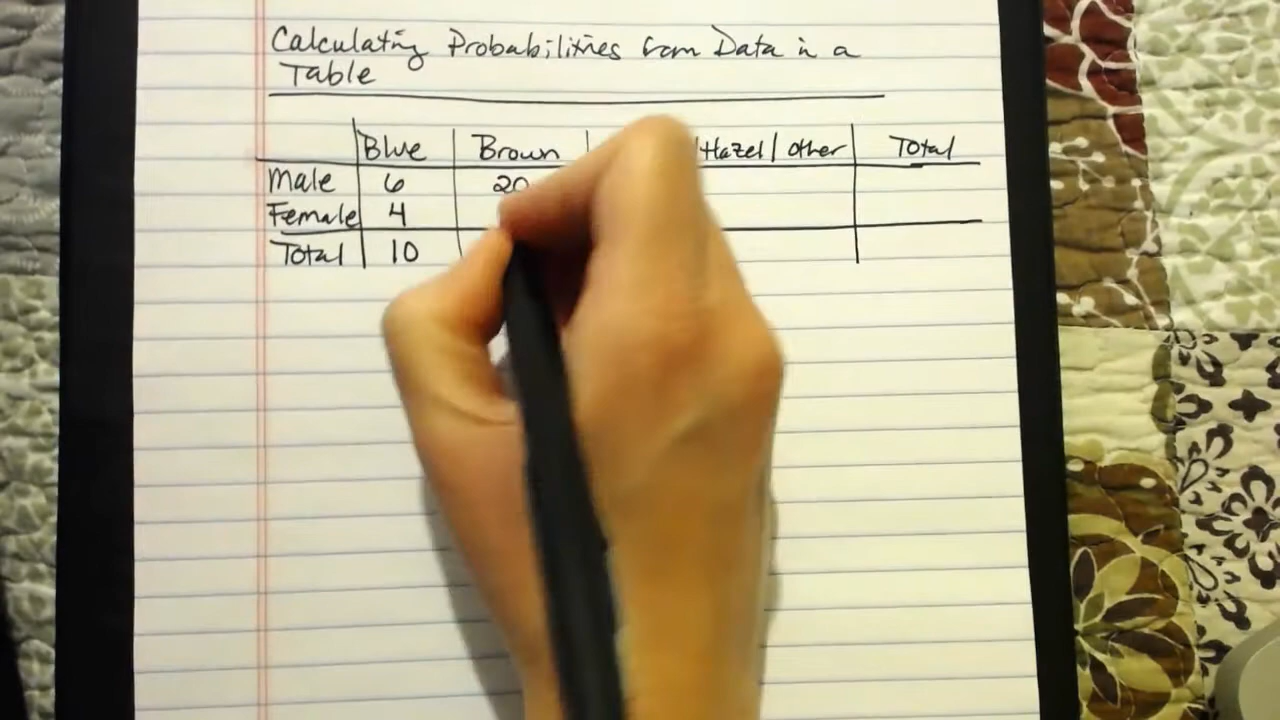 Calculating Probabilities from Data in a
Table
Blue Brown /Hazel/other Total
Male 6 20
Female 4
Total 10